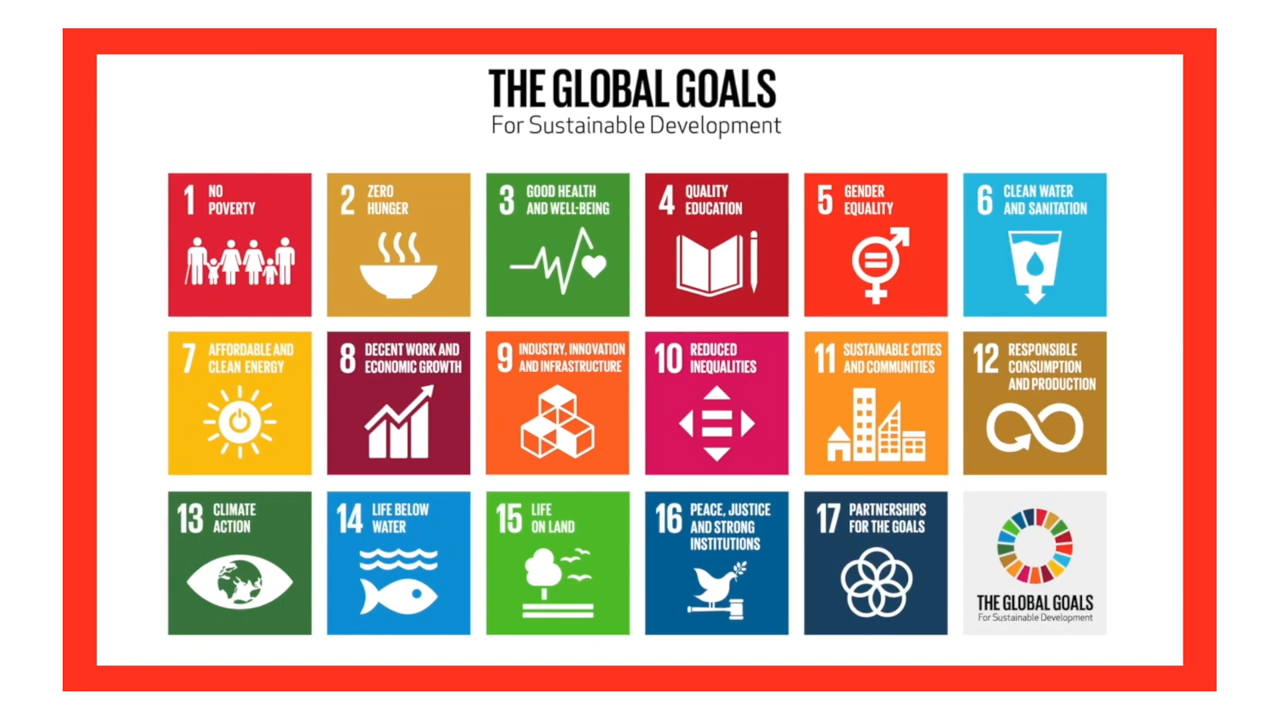 THE GLOBAL GOALS
For Sustainable Development
1 NO
POVERTY
2 ZERO
HUNGER
3 GOOD HEALTH
AND WELL-BEING
4 QUALITY
EDUCATION
5 GENDER
EQUALITY
6 CLEAN WATER
AND SANITATION
7 AFFORDABLE AND
CLEAN ENERGY
8 DECENT WORK AND
ECONOMIC GROWTH
9 INDUSTRY, INNOVATION
AND INFRASTRUCTURE
10 REDUCED
INEQUALITIES
11 SUSTAINABLE CITIES
AND COMMUNITIES
12 RESPONSIBLE
CONSUMPTION
AND PRODUCTION
13 CLIMATE
ACTION
14 LIFE BELOW
WATER
15 LIFE
ON LAND
16 PEACE, JUSTICE
AND STRONG
INSTITUTIONS
17 PARTNERSHIPS
FOR THE GOALS
THE GLOBAL GOALS
For Sustainable Development